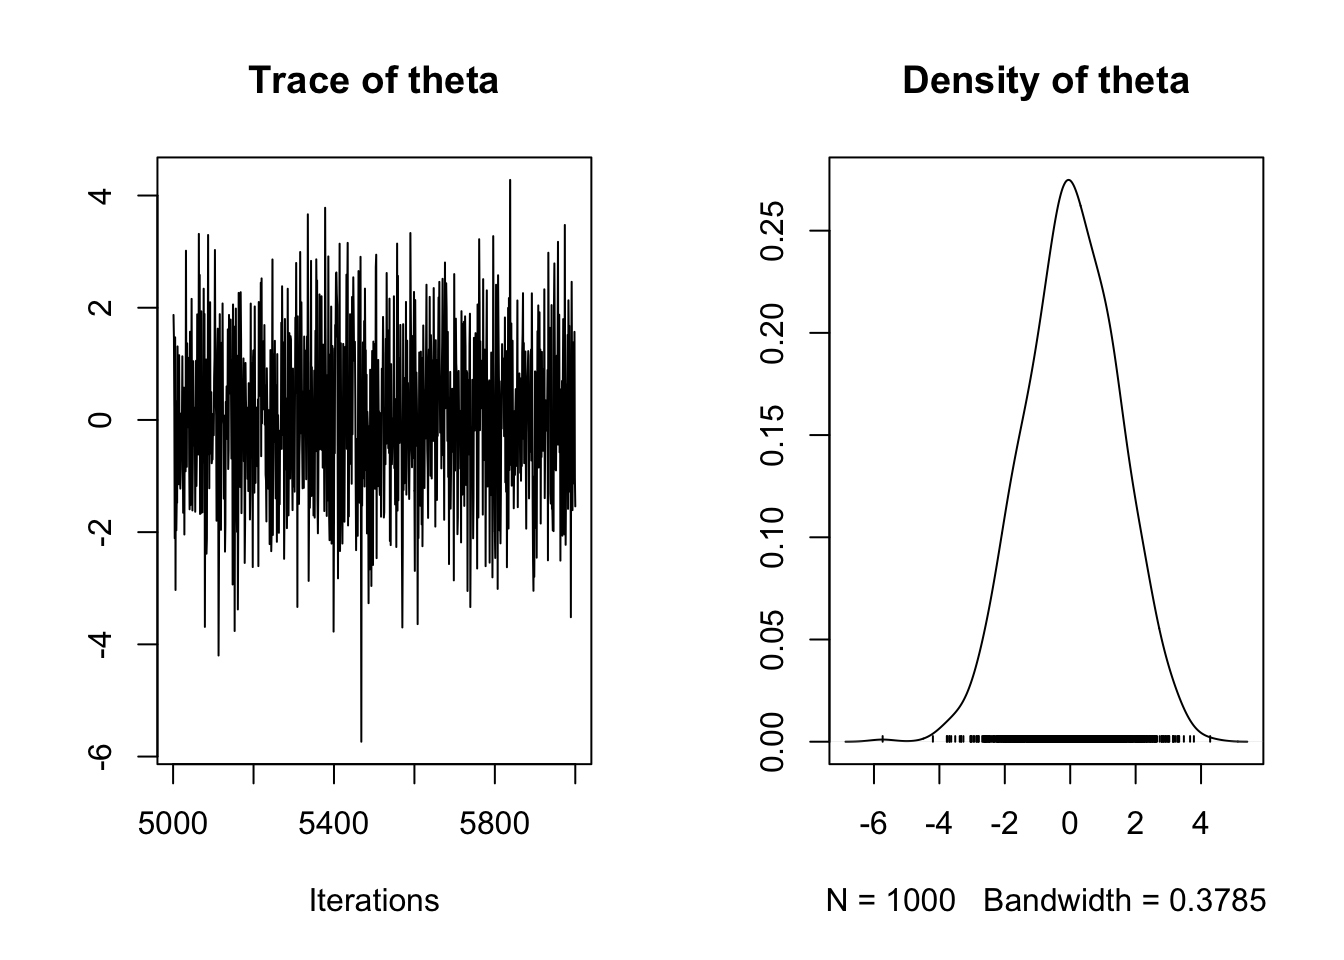 Trace of theta
4
2
0
-2
-4
-6
5000 5400 5800
Iterations
Density of theta
0.25
0.20
0.15
0.10
0.05
0.00
-6 -4 -2 0 2 4
N = 1000 Bandwidth = 0.3785